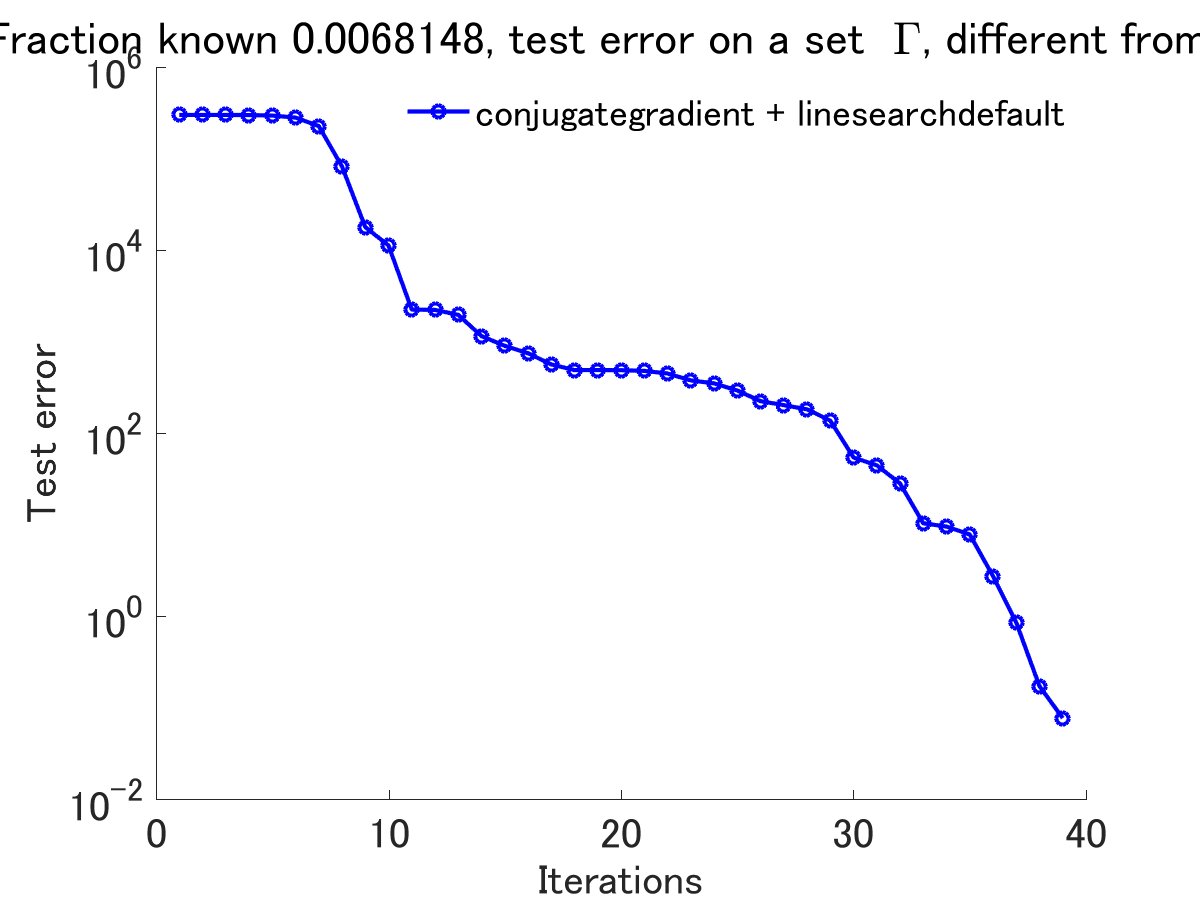 Fraction known 0.0068148, test error on a set Γ, different from
conjugategradient + linesearchdefault
10^6
10^4
10^2
10^0
10^-2
Test error
0 10 20 30 40
Iterations